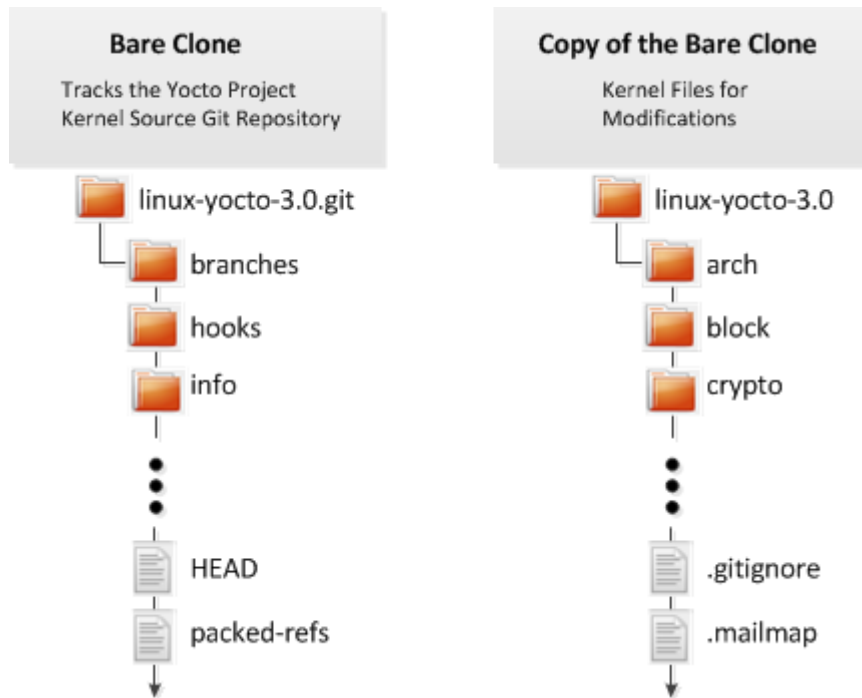 Bare Clone
Tracks the Yocto Project
Kernel Source Git Repository
linux-yocto-3.0.git
branches
hooks
info
HEAD
packed-refs
Copy of the Bare Clone
Kernel Files for
Modifications
linux-yocto-3.0
arch
block
crypto
.gitignore
.mailmap